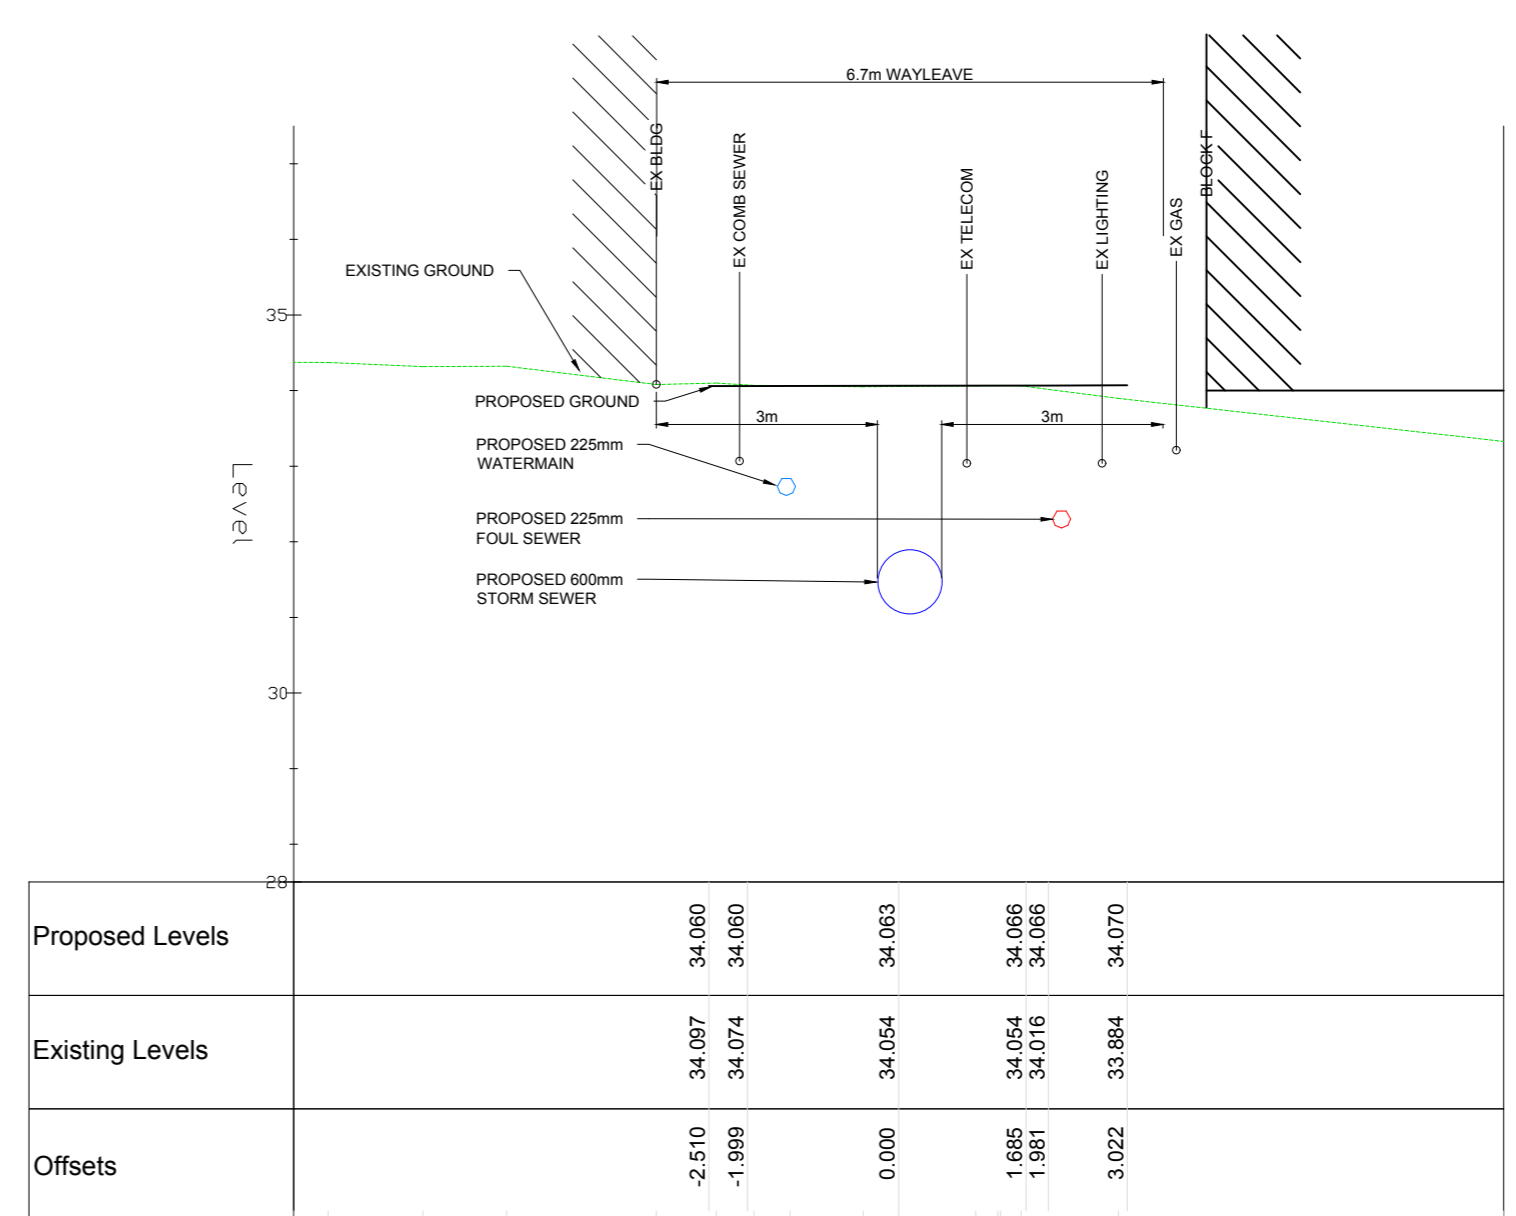 6.7m WAYLEAVE
EX BLDG
EX COMB SEWER
EX TELECOM
EX LIGHTING
EX GAS
BLOCK F
EXISTING GROUND
35
PROPOSED GROUND
3m
3m
PROPOSED 225mm
WATERMAIN
Level
PROPOSED 225mm
FOUL SEWER
PROPOSED 600mm
STORM SEWER
30
28
Proposed Levels
34.060
34.060
34.063
34.066
34.066
34.070
Existing Levels
34.097
34.074
34.054
34.054
34.016
33.884
Offsets
-2.510
-1.999
0.000
1.685
1.981
3.022